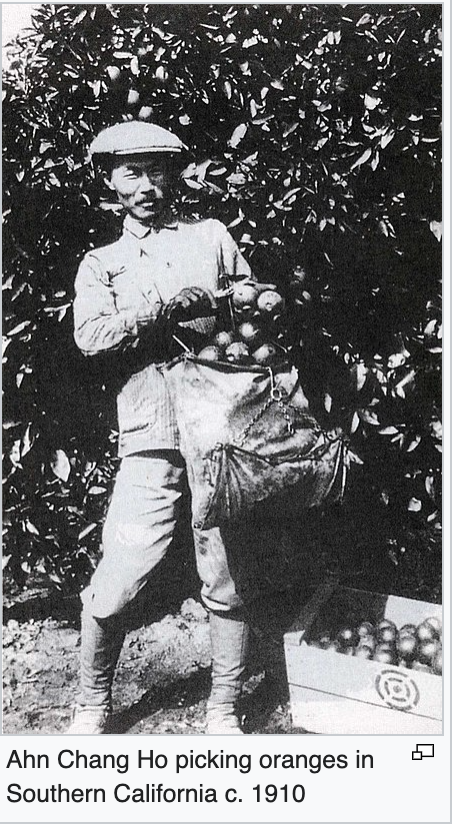 Ahn Chang Ho picking oranges in
Southern California c. 1910